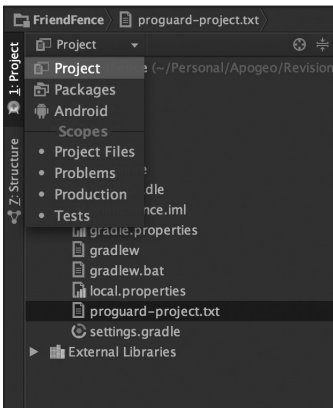 FriendFence proguard-project.txt
1: Project
Z: Structure
Project
e (~/Personal/Apogeo/Revision
Project
Packages
Android
Scopes
Project Files
Problems
Production
Tests
e
dle
nce.iml
gradle.properties
gradlew
gradlew.bat
local.properties
proguard-project.txt
settings.gradle
External Libraries